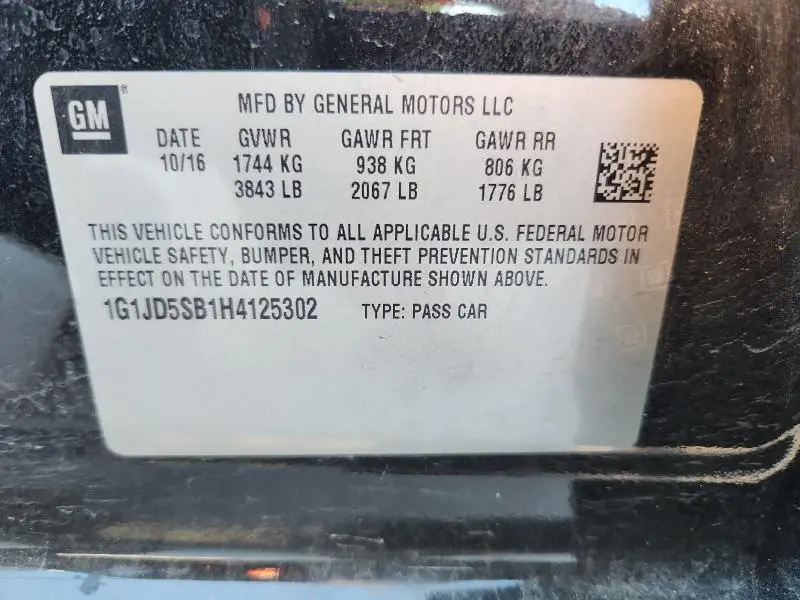 GM®
MFD BY GENERAL MOTORS LLC
DATE GVWR GAWR FRT GAWR RR
10/16 1744 KG 938 KG 806 KG
3843 LB 2067 LB 1776 LB
THIS VEHICLE CONFORMS TO ALL APPLICABLE U.S. FEDERAL MOTOR
VEHICLE SAFETY, BUMPER, AND THEFT PREVENTION STANDARDS IN
EFFECT ON THE DATE OF MANUFACTURE SHOWN ABOVE.
1G1JD5SB1H4125302 TYPE: PASS CAR